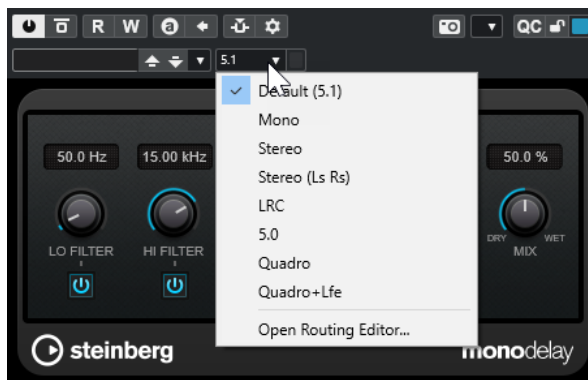 R W a QC
5.1
Default (5.1)
Mono
Stereo
Stereo (Ls Rs)
LRC
5.0
Quadro
Quadro+Lfe
Open Routing Editor...
50.0 Hz 15.00 kHz 50.0 %
LO FILTER HI FILTER DRY WET
MIX
steinberg monodelay